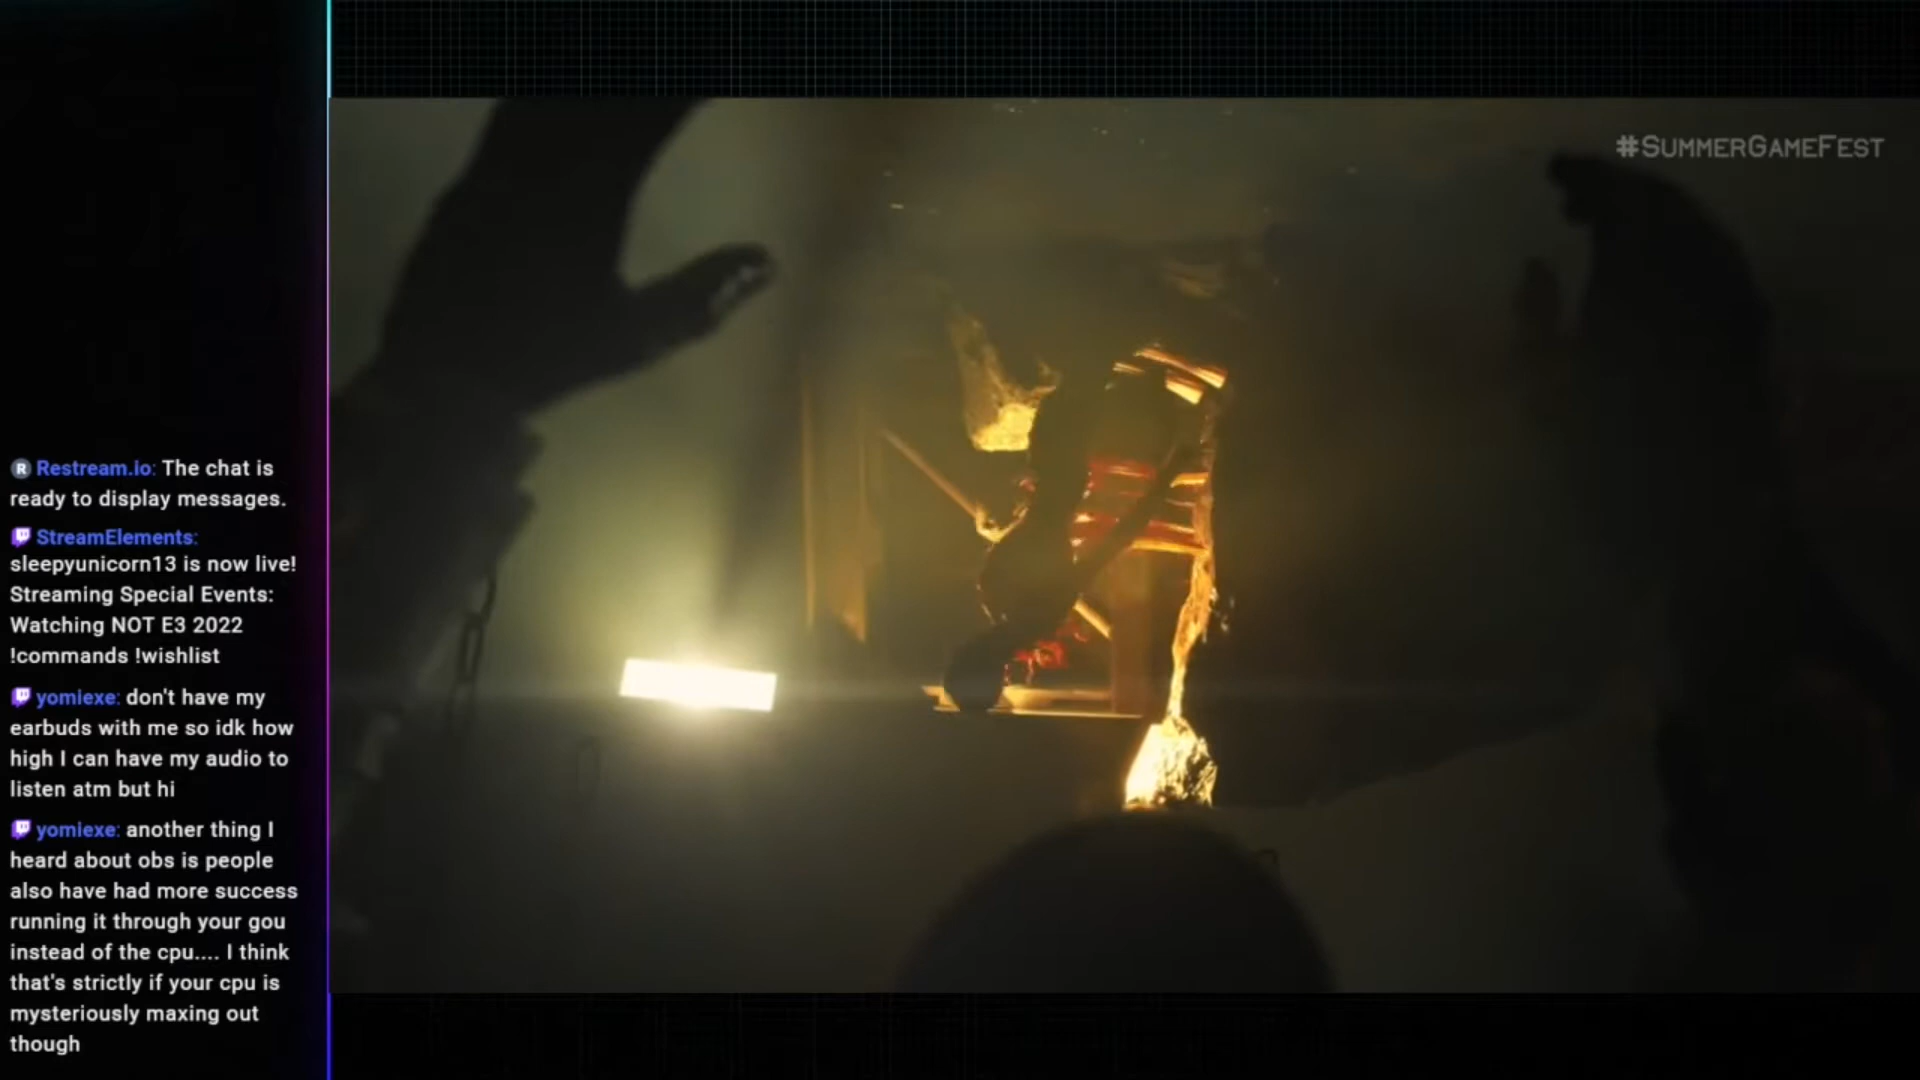 #SUMMERGAMEFEST
R Restream.io: The chat is
ready to display messages.
StreamElements:
sleepyunicorn13 is now live!
Streaming Special Events:
Watching NOT E3 2022
!commands !wishlist
yomiexe: don't have my
earbuds with me so idk how
high I can have my audio to
listen atm but hi
yomiexe: another thing I
heard about obs is people
also have had more success
running it through your gou
instead of the cpu.... I think
that's strictly if your cpu is
mysteriously maxing out
though